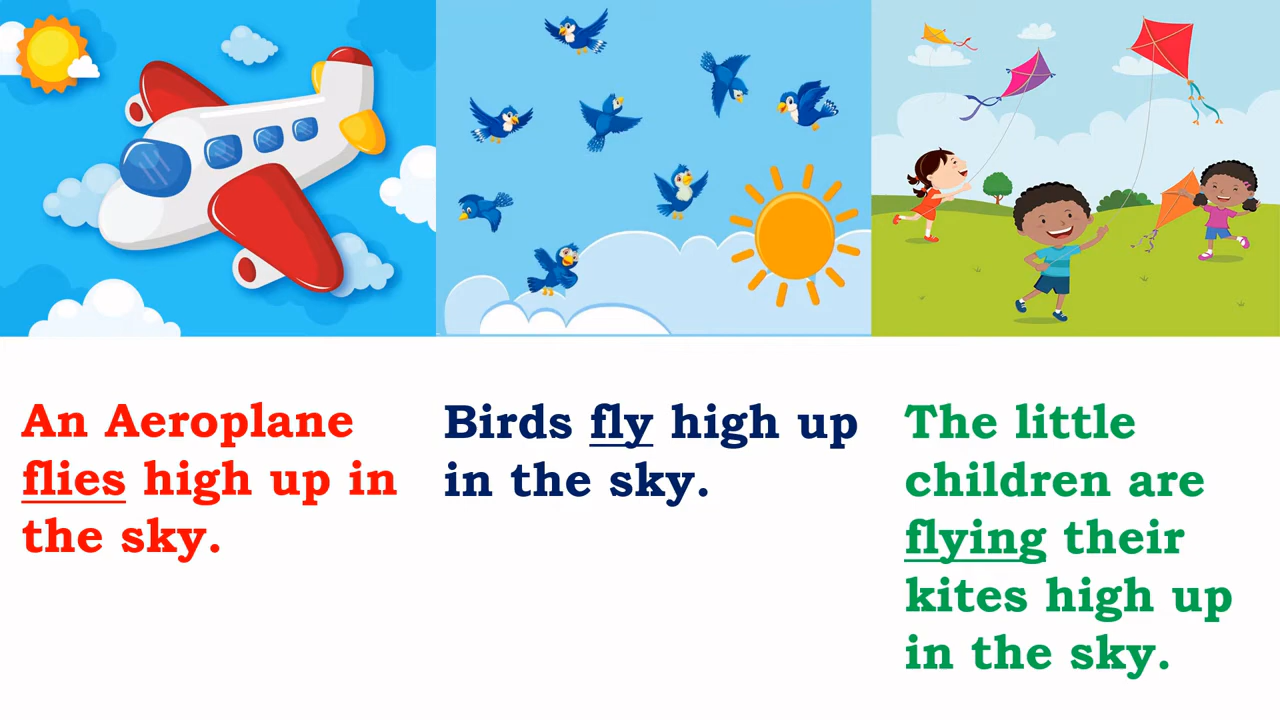 An Aeroplane
flies high up in
the sky.
Birds fly high up
in the sky.
The little
children are
flying their
kites high up
in the sky.